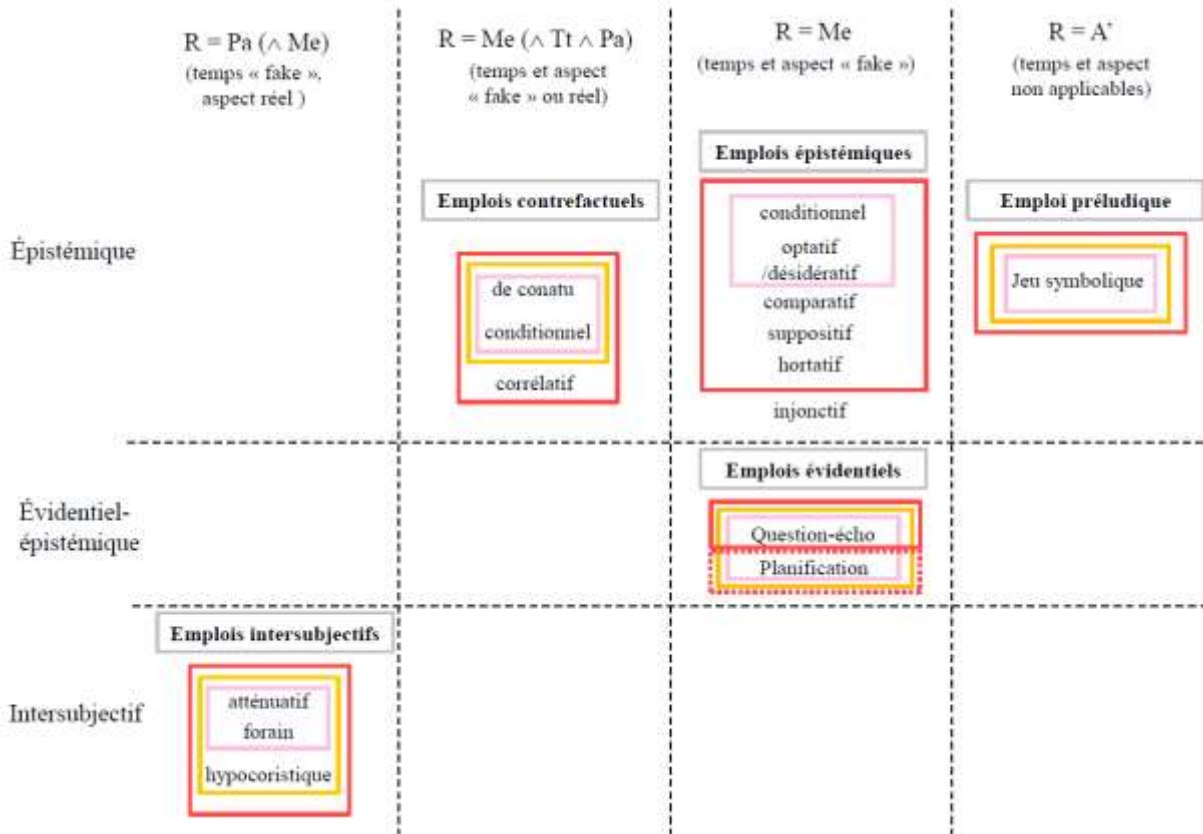 R = Pa (∧ Me)
(temps « fake »,
aspect réel )
R = Me (∧ Tt ∧ Pa)
(temps et aspect
« fake » ou réel)
R = Me
(temps et aspect « fake »)
R = A’
(temps et aspect
non applicables)
Épistémique
Emplois contrefactuels
de conatu
conditionnel
corrélatif
Emplois épistémiques
conditionnel
optatif
/désidératif
comparatif
suppositif
hortatif
injonctif
Emploi préludique
Jeu symbolique
Évidentiel-
épistémique
Emplois évidentiels
Question-écho
Planification
Intersubjectif
Emplois intersubjectifs
atténuatif
forain
hypocoristique